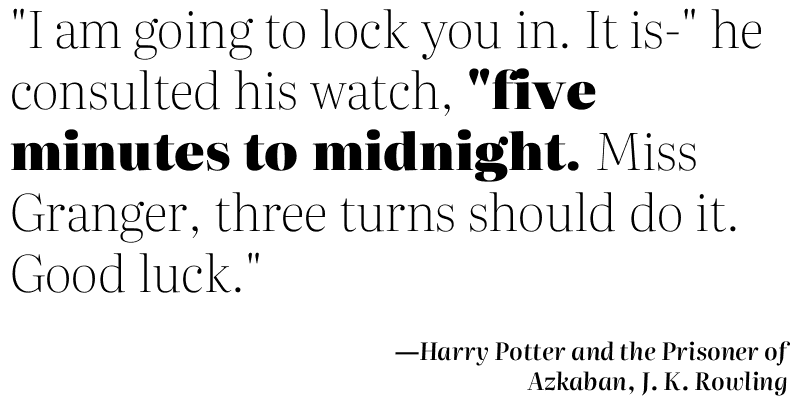 "I am going to lock you in. It is-" he
consulted his watch, "five
minutes to midnight. Miss
Granger, three turns should do it.
Good luck."
—Harry Potter and the Prisoner of
Azkaban, J. K. Rowling